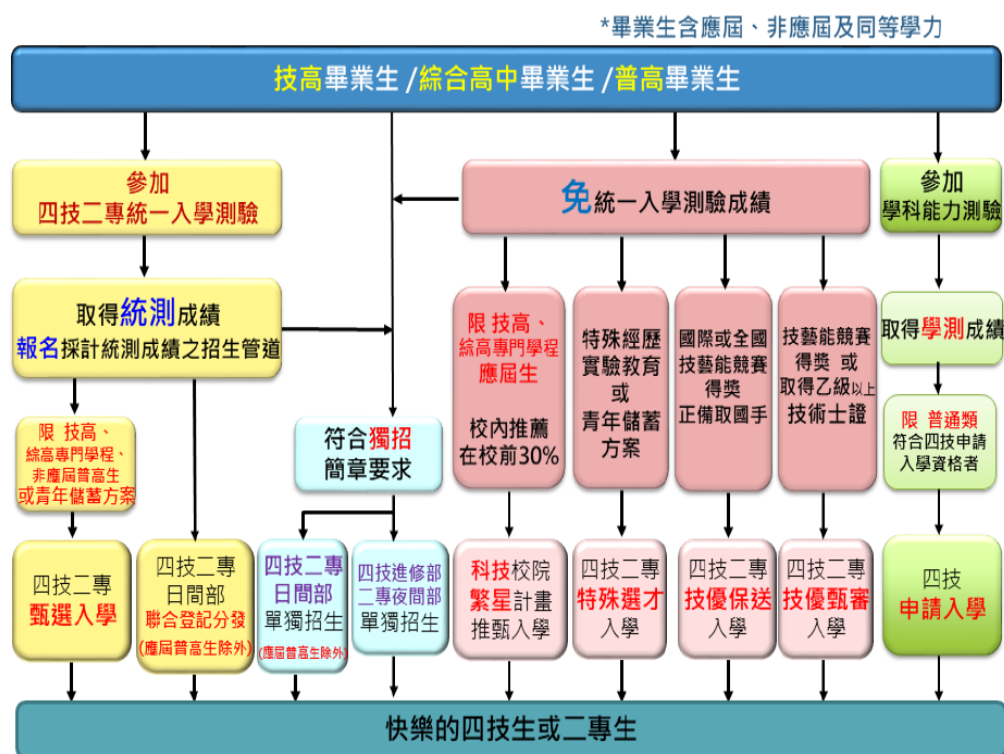 *畢業生含應屆、非應屆及同等學力
技高畢業生 /綜合高中畢業生 /普高畢業生
參加
四技二專統一入學測驗
免統一入學測驗成績
參加
學科能力測驗
取得統測成績
報名採計統測成績之招生管道
限 技高、
綜高專門學程
應屆生
校內推薦
在校前30%
特殊經歷
實驗教育
或
青年儲蓄
方案
國際或全國
技藝能競賽
得獎
正備取國手
技藝能競賽
得獎 或
取得乙級以上
技術士證
取得學測成績
限 技高、
綜高專門學程、
非應屆普高生
或青年儲蓄方案
符合獨招
簡章要求
限 普通類
符合四技申請
入學資格者
四技二專
甄選入學
四技二專
日間部
聯合登記分發
(應屆普高生除外)
四技二專
日間部
單獨招生
(應屆普高生除外)
四技進修部
二專夜間部
單獨招生
科技校院
繁星計畫
推甄入學
四技二專
特殊選才
入學
四技二專
技優保送
入學
四技二專
技優甄審
入學
四技
申請入學
快樂的四技生或二專生